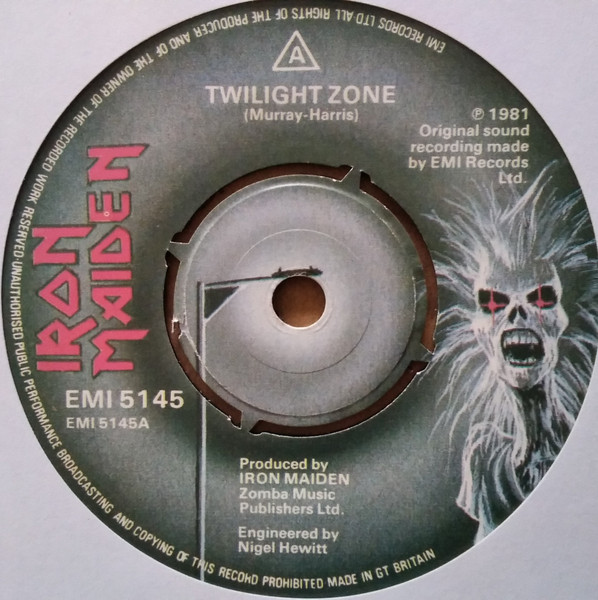 A
TWILIGHT ZONE
(Murray-Harris)
℗ 1981
Original sound
recording made
by EMI Records
Ltd.
IRON
MAIDEN
EMI 5145
EMI 5145A
Produced by
IRON MAIDEN
Zomba Music
Publishers Ltd.
Engineered by
Nigel Hewitt
EMI RECORDS LTD ALL RIGHTS OF THE PRODUCER AND OF THE OWNER OF THE RECORDED WORK RESERVED·UNAUTHORISED PUBLIC PERFORMANCE BROADCASTING AND COPYING OF THIS RECORD PROHIBITED MADE IN GT BRITAIN